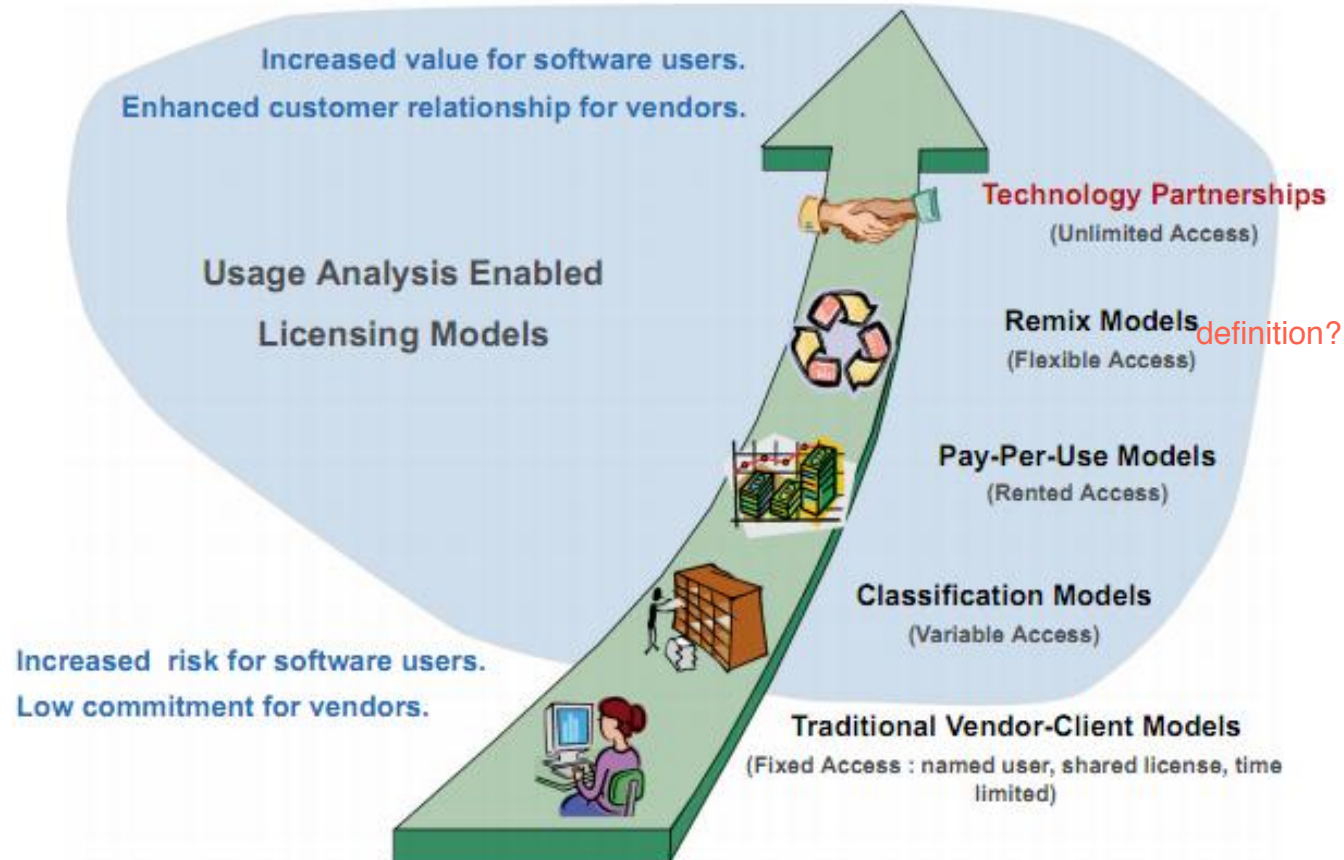 Increased value for software users.
Enhanced customer relationship for vendors.
Technology Partnerships
(Unlimited Access)
Usage Analysis Enabled
Licensing Models
Remix Models definition?
(Flexible Access)
Pay-Per-Use Models
(Rented Access)
Classification Models
(Variable Access)
Increased risk for software users.
Low commitment for vendors.
Traditional Vendor-Client Models
(Fixed Access : named user, shared license, time
limited)